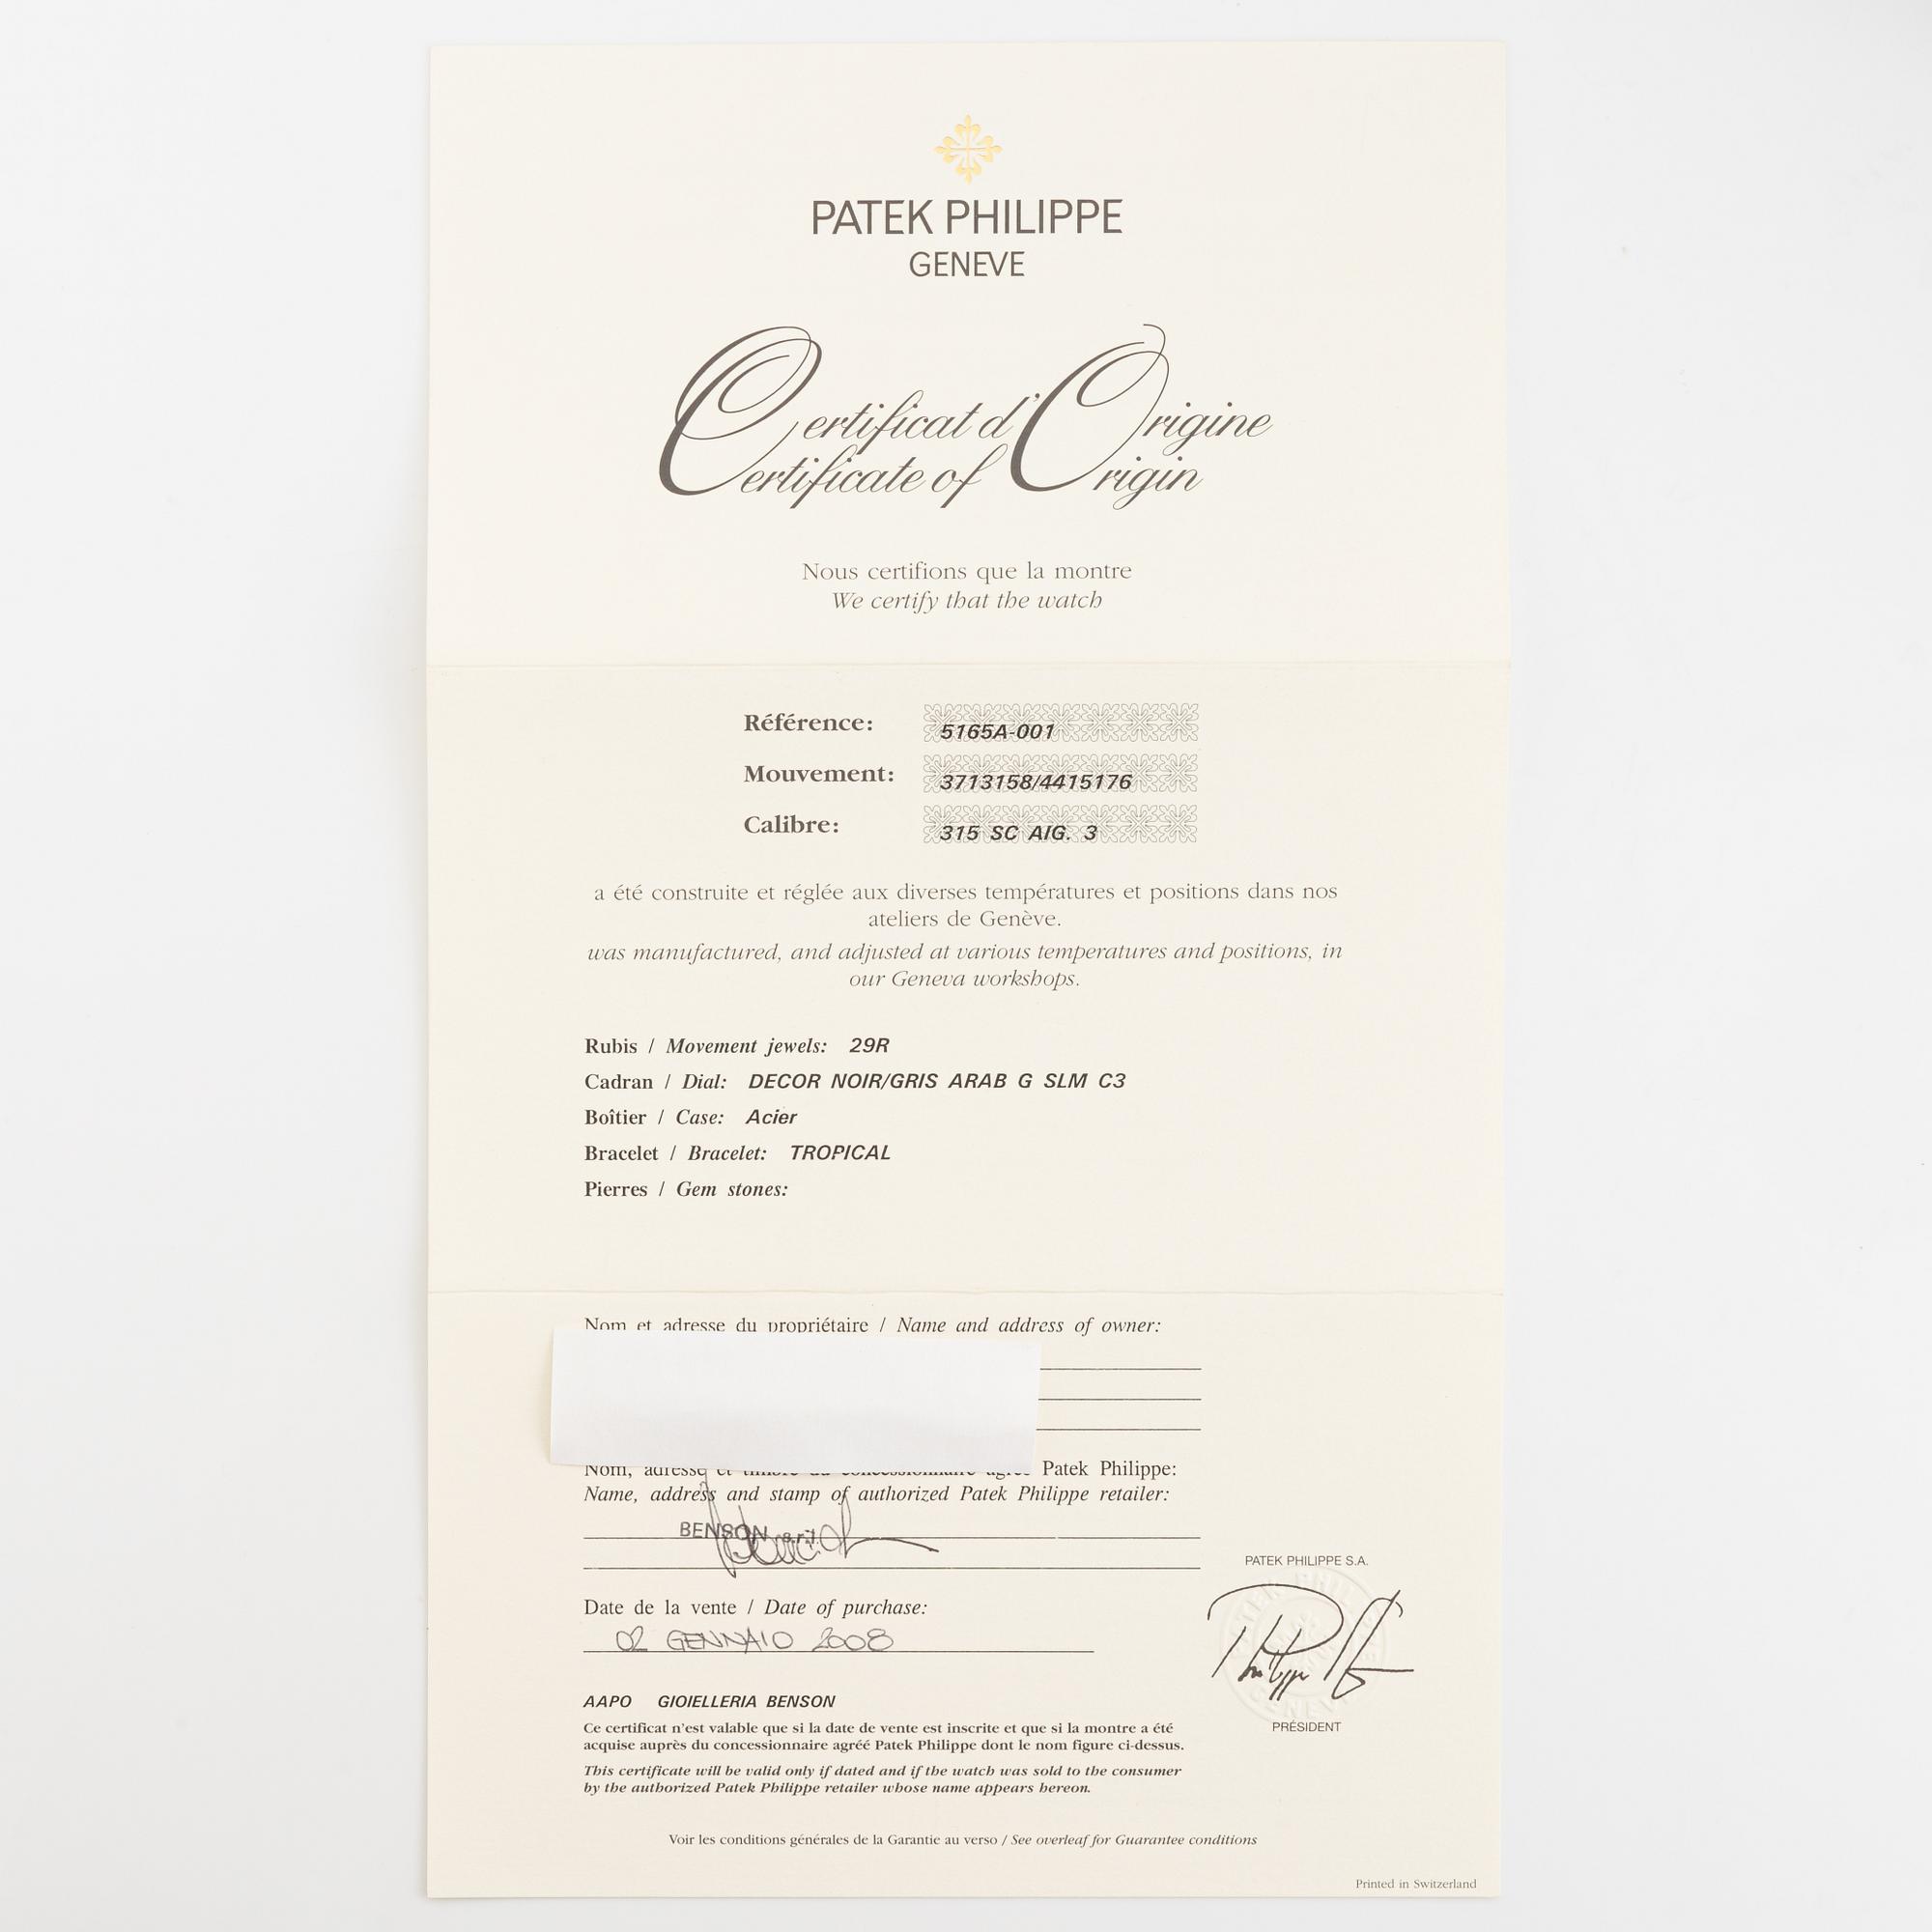 PATEK PHILIPPE
GENEVE
Certificat d'Origine
Certificate of Origin
Nous certifions que la montre
We certify that the watch
Référence: 5165A-001
Mouvement: 3713158/4415176
Calibre: 315 SC AIG. 3
a été construite et réglée aux diverses températures et positions dans nos
ateliers de Genève.
was manufactured, and adjusted at various temperatures and positions, in
our Geneva workshops.
Rubis / Movement jewels: 29R
Cadran / Dial: DECOR NOIR/GRIS ARAB G SLM C3
Boîtier / Case: Acier
Bracelet / Bracelet: TROPICAL
Pierres / Gem stones:
Nom et adresse du propriétaire / Name and address of owner:
Nom, adresse et timbre du concessionnaire agréé Patek Philippe:
Name, address and stamp of authorized Patek Philippe retailer:
BENSON s.r.l.
Date de la vente / Date of purchase:
02 GENNAIO 2008
PATEK PHILIPPE S.A.
PRÉSIDENT
AAPO GIOIELLERIA BENSON
Ce certificat n'est valable que si la date de vente est inscrite et que si la montre a été
acquise auprès du concessionnaire agréé Patek Philippe dont le nom figure ci-dessus.
This certificate will be valid only if dated and if the watch was sold to the consumer
by the authorized Patek Philippe retailer whose name appears hereon.
Voir les conditions générales de la Garantie au verso / See overleaf for Guarantee conditions
Printed in Switzerland